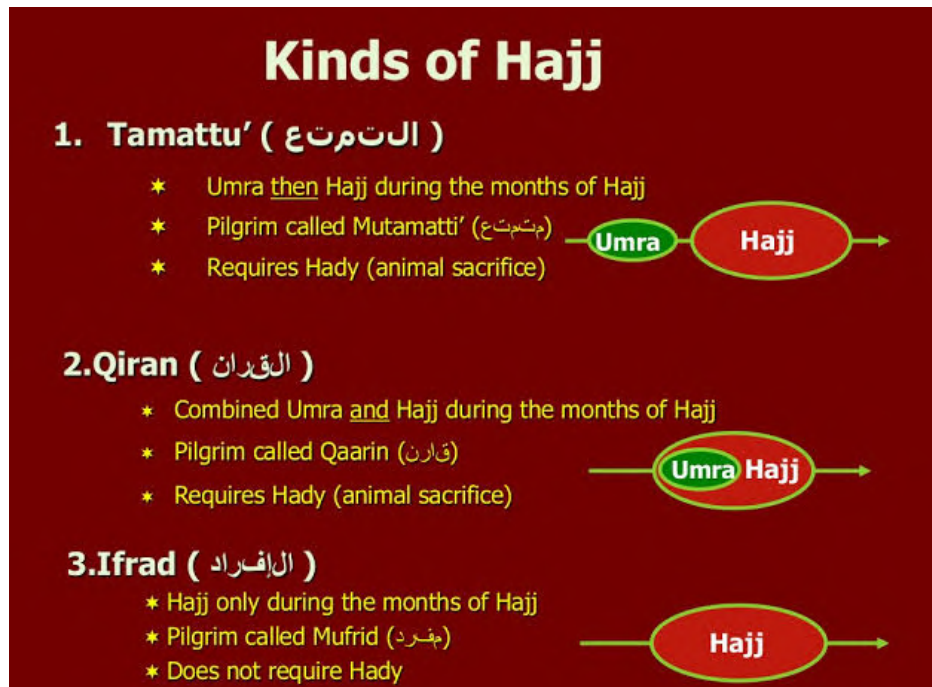 Kinds of Hajj
1. Tamattu’ ( التمتع )
✶ Umra then Hajj during the months of Hajj
✶ Pilgrim called Mutamatti’ (متمتع)
✶ Requires Hady (animal sacrifice)
Umra Hajj
2.Qiran ( القران )
✶ Combined Umra and Hajj during the months of Hajj
✶ Pilgrim called Qaarin (قارن)
✶ Requires Hady (animal sacrifice)
Umra Hajj
3.Ifrad ( الإفراد )
✶ Hajj only during the months of Hajj
✶ Pilgrim called Mufrid (مفرد)
✶ Does not require Hady
Hajj